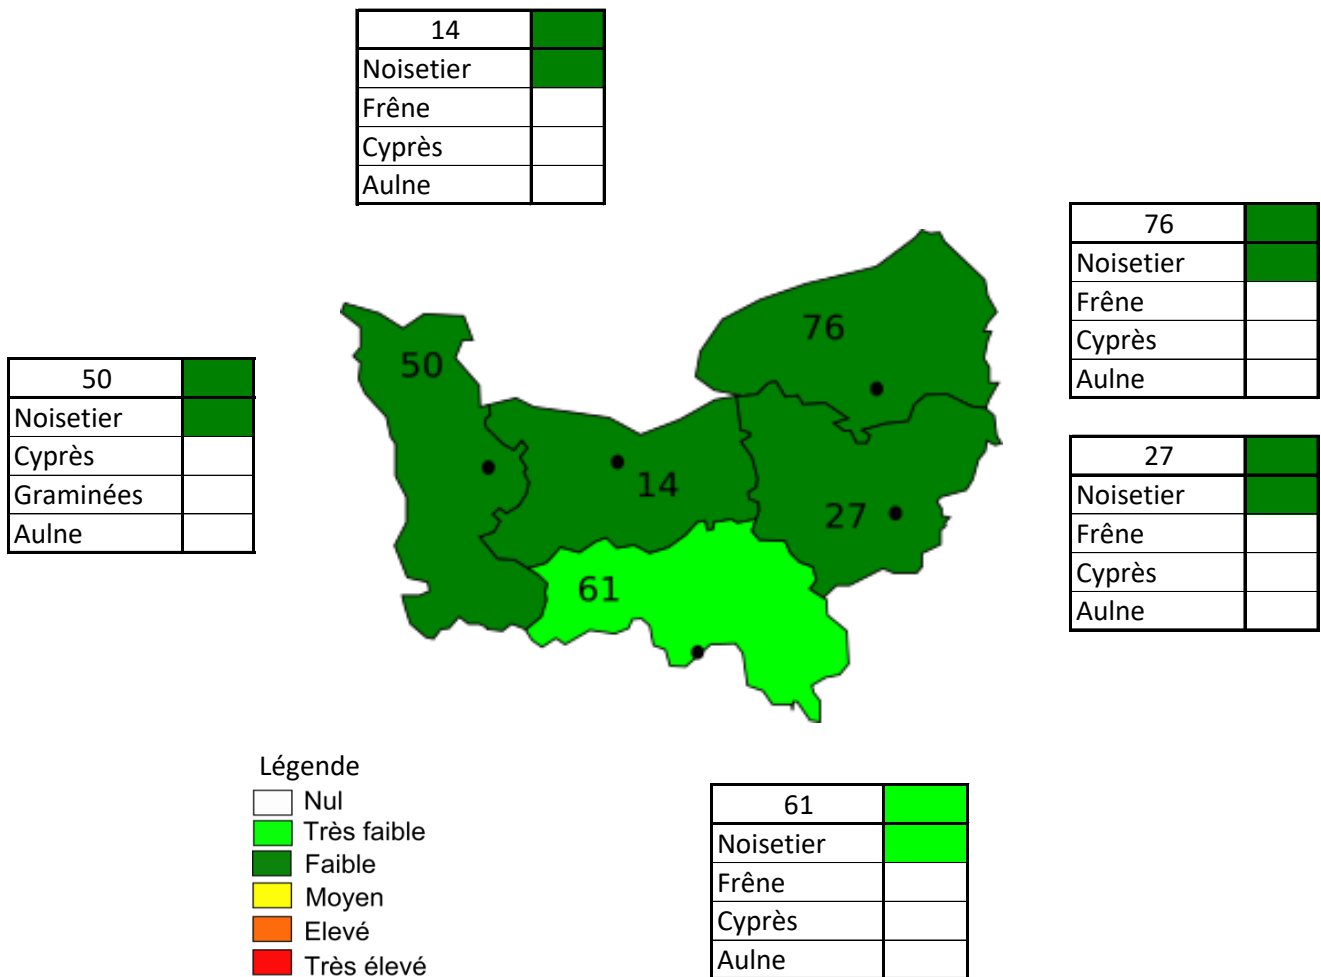 14
Noisetier
Frêne
Cyprès
Aulne
76
Noisetier
Frêne
Cyprès
Aulne
50
Noisetier
Cyprès
Graminées
Aulne
27
Noisetier
Frêne
Cyprès
Aulne
76
50
14
27
61
Légende
Nul
Très faible
Faible
Moyen
Elevé
Très élevé
61
Noisetier
Frêne
Cyprès
Aulne